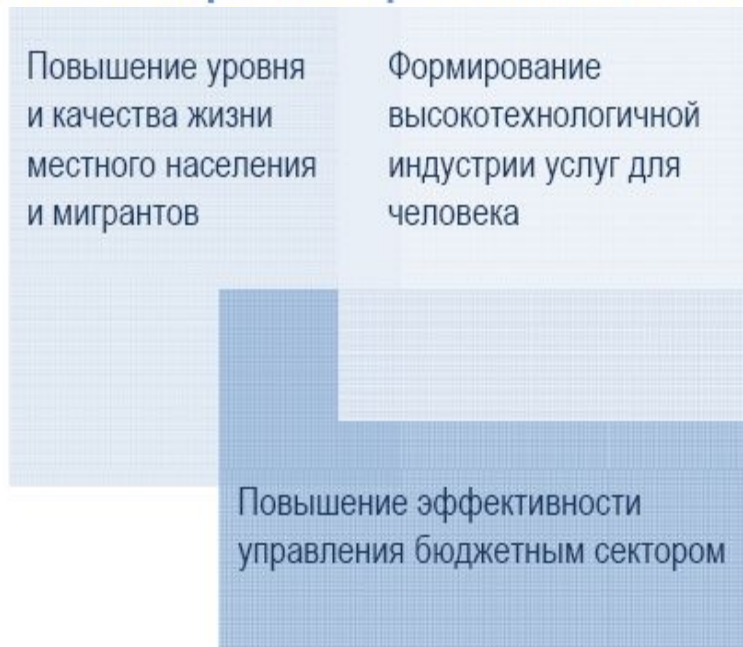 Повышение уровня
и качества жизни
местного населения
и мигрантов
Формирование
высокотехнологичной
индустрии услуг для
человека
Повышение эффективности
управления бюджетным сектором